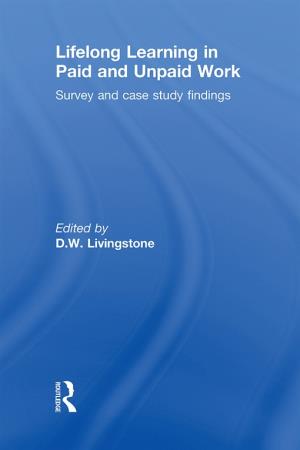 Lifelong Learning in
Paid and Unpaid Work
Survey and case study findings
Edited by
D.W. Livingstone
ROUTLEDGE